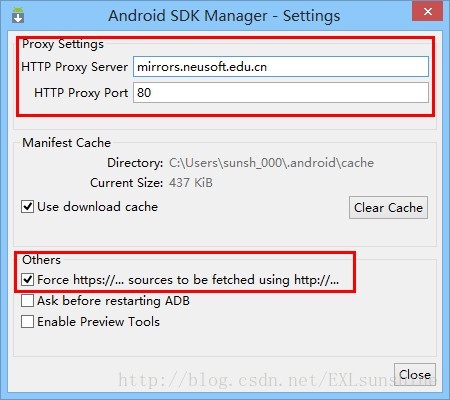 Android SDK Manager - Settings
Proxy Settings
HTTP Proxy Server mirrors.neusoft.edu.cn
HTTP Proxy Port 80
Manifest Cache
Directory: C:\Users\sunsh_000\.android\cache
Current Size: 437 KiB
Use download cache Clear Cache
Others
Force https://... sources to be fetched using http://...
Ask before restarting ADB
Enable Preview Tools
Close
http://blog.csdn.net/EXLsunshine